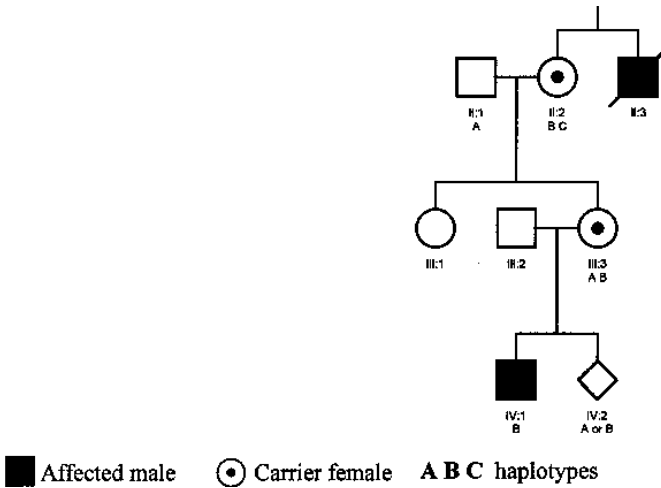 II:1 II:2 II:3
A B C
III:1 III:2 III:3
A B
IV:1 IV:2
B A or B
Affected male Carrier female A B C haplotypes